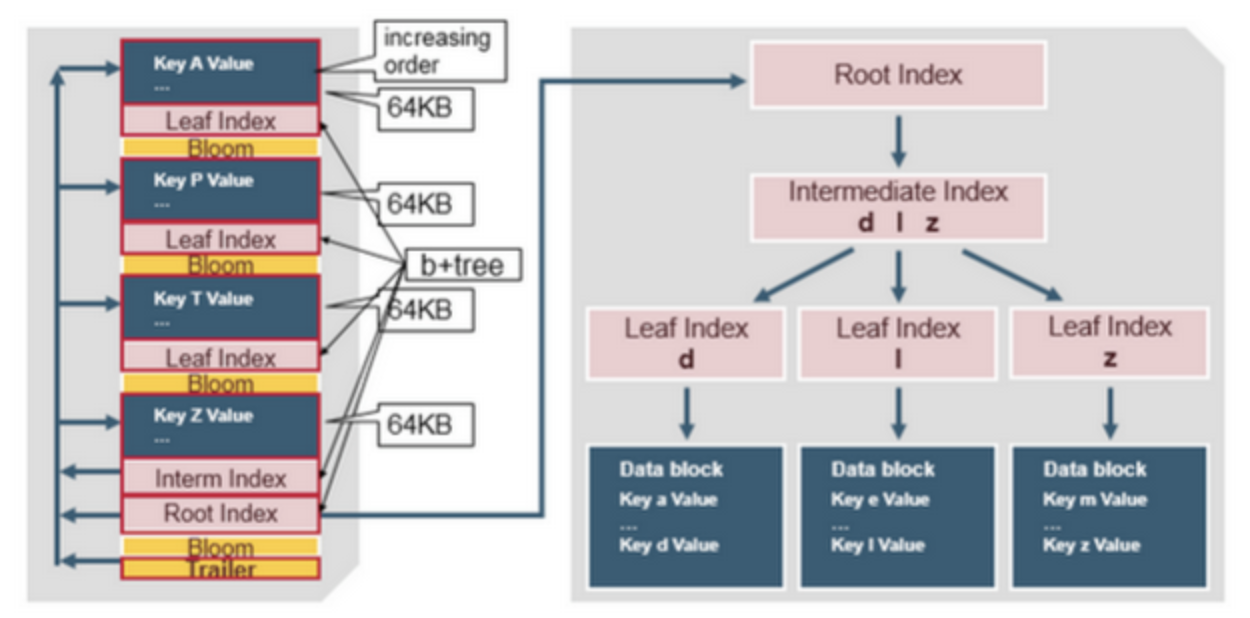 increasing
order
Key A Value
...
64KB
Leaf Index
Bloom
Key P Value
...
64KB
Leaf Index
Bloom
b+tree
Key T Value
...
64KB
Leaf Index
Bloom
Key Z Value
...
64KB
Interm Index
Root Index
Bloom
Trailer
Root Index
Intermediate Index
d l z
Leaf Index
d
Leaf Index
l
Leaf Index
z
Data block
Key a Value
...
Key d Value
Data block
Key e Value
...
Key l Value
Data block
Key m Value
...
Key z Value